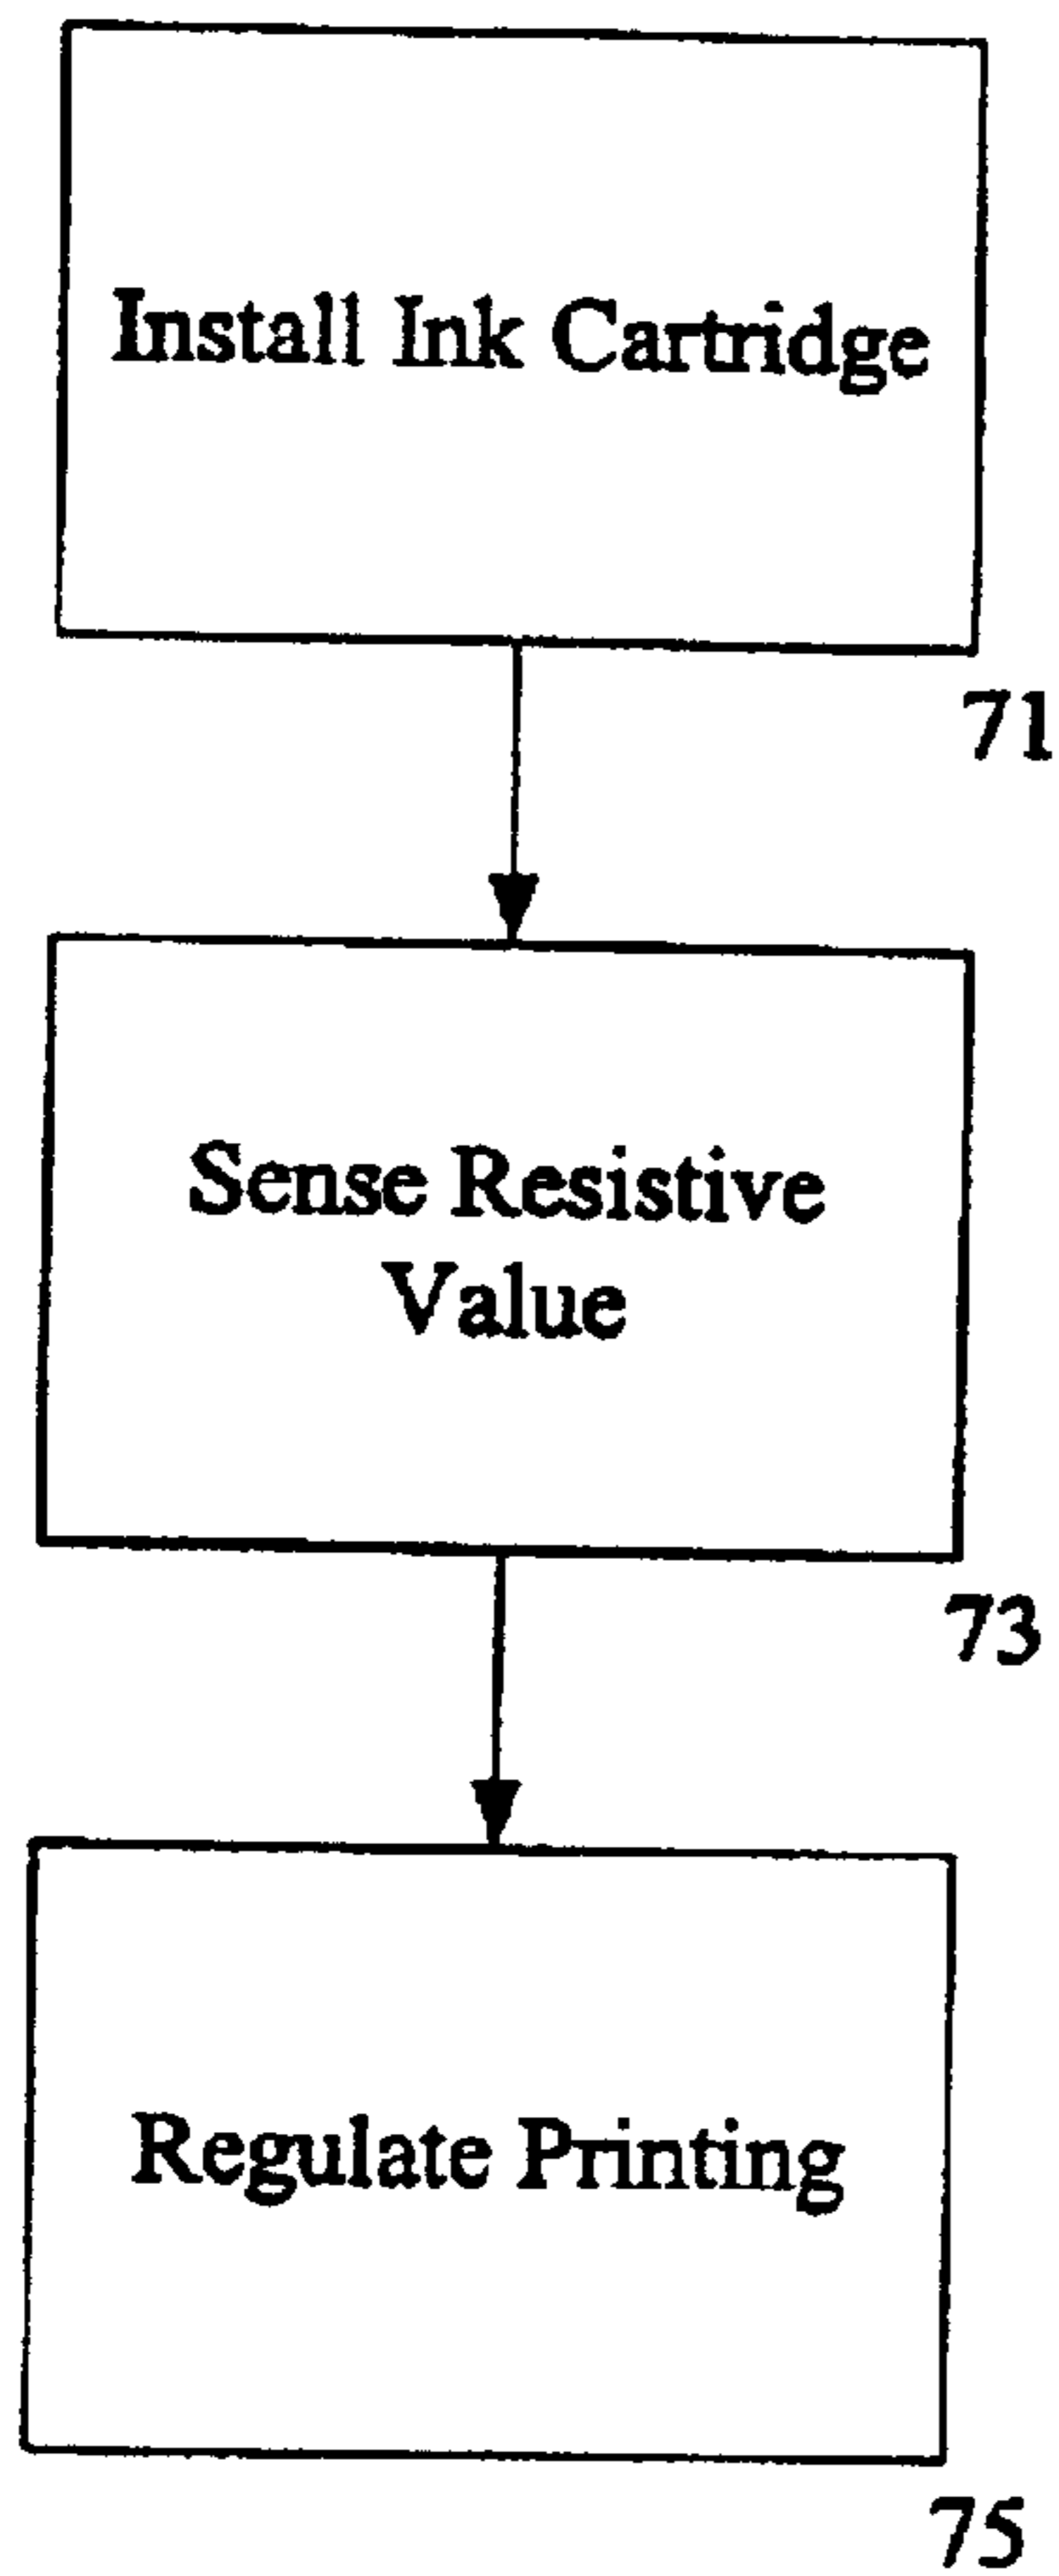 Install Ink Cartridge
71
Sense Resistive
Value
73
Regulate Printing
75